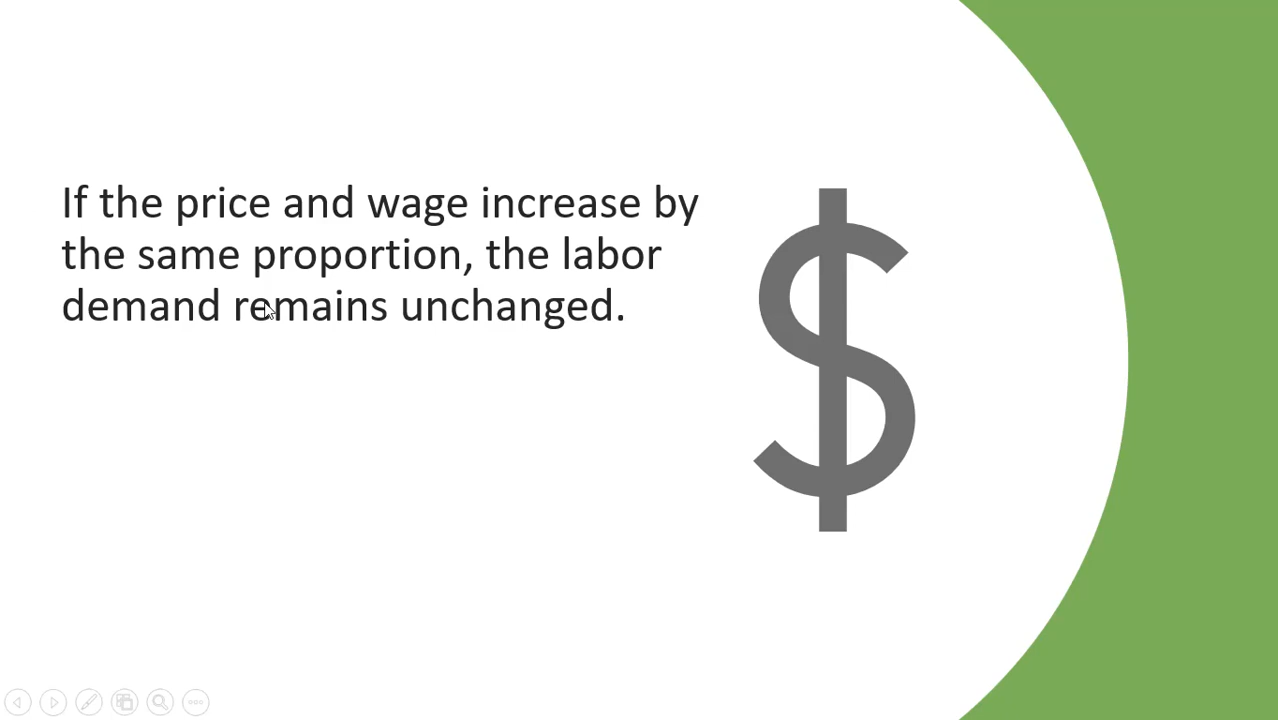 If the price and wage increase by
the same proportion, the labor
demand remains unchanged.